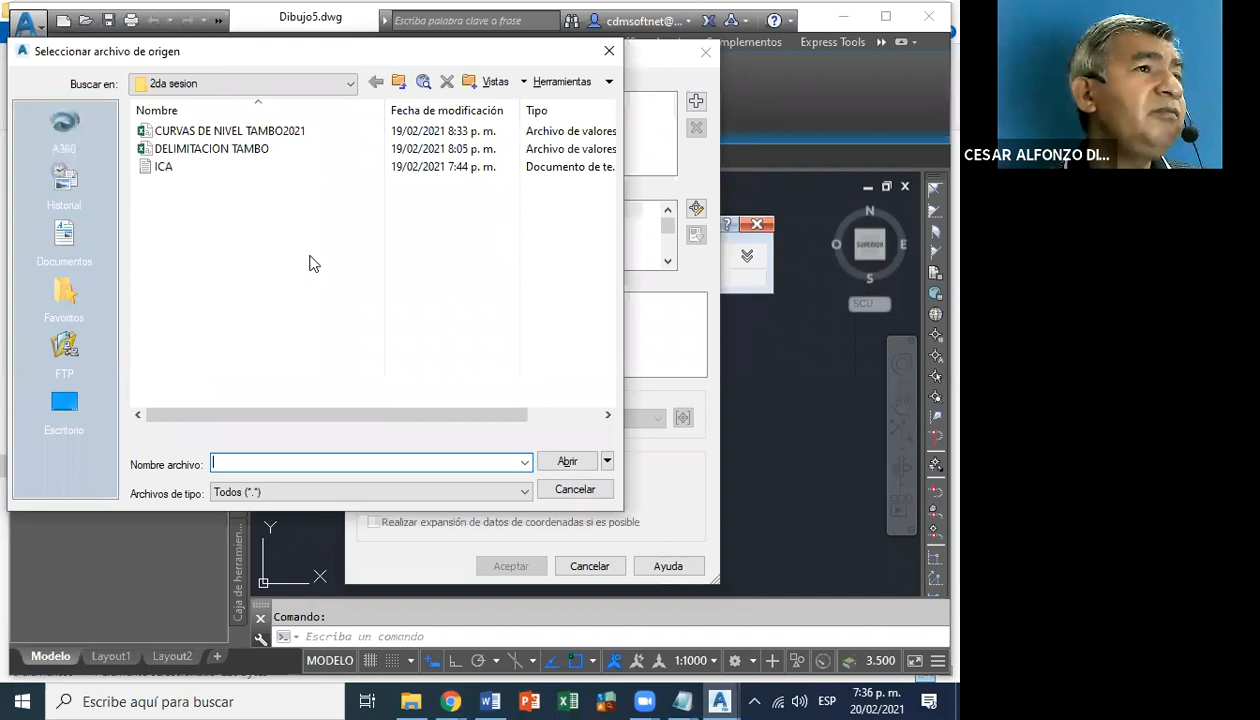 Dibujo5.dwg
Escriba palabra clave o frase
cdmsoftnet@...
Complementos
Express Tools
Seleccionar archivo de origen
Buscar en:
2da sesion
Vistas
Herramientas
Nombre
Fecha de modificación
Tipo
CURVAS DE NIVEL TAMBO2021
19/02/2021 8:33 p. m.
Archivo de valores
DELIMITACION TAMBO
19/02/2021 8:05 p. m.
Archivo de valores
ICA
19/02/2021 7:44 p. m.
Documento de te.
A360
Historial
Documentos
Favoritos
FTP
Escritorio
Nombre archivo:
Abrir
Archivos de tipo:
Todos (*.*)
Cancelar
CESAR ALFONZO DI...
N
O
SUPERIOR
E
S
SCU
Realizar expansión de datos de coordenadas si es posible
Aceptar
Cancelar
Ayuda
Y
X
Caja de herramien...
Comando:
Escriba un comando
Modelo
Layout1
Layout2
+
MODELO
1:1000
3.500
Escribe aquí para buscar
ESP
7:36 p. m.
20/02/2021